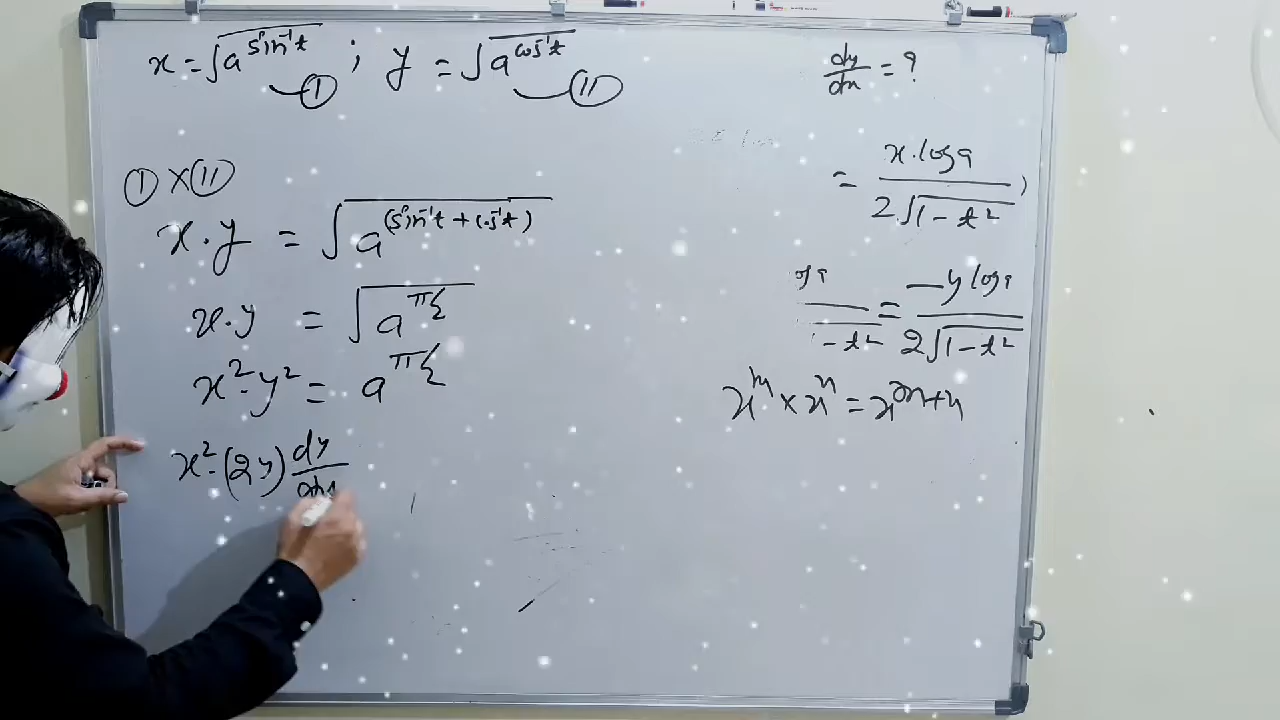 x = √a^(sin⁻¹t) —(I) ; y = √a^(cos⁻¹t) —(II)
dy/dx = ?
(I) × (II)
x.y = √a^((sin⁻¹t + cos⁻¹t))
x.y = √a^(π/2)
x².y² = a^(π/2)
x².(2y) dy/dx
= x.log a / 2√1-t²
-t² = -y log a / 2√1-t²
x^m × x^n = x^(m+n)